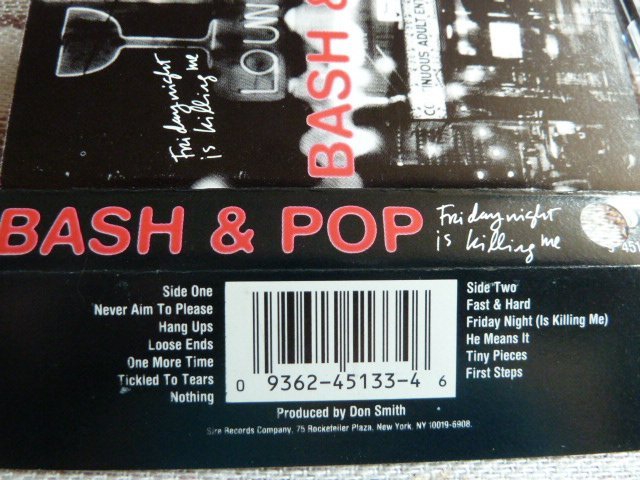 LOUN
BASH &
CONTINUOUS ADULT ENT
Friday night
is killing me
BASH & POP
Friday night
is killing me
Side One
Never Aim To Please
Hang Ups
Loose Ends
One More Time
Tickled To Tears
Nothing
0 9362-45133-4 6
Side Two
Fast & Hard
Friday Night (Is Killing Me)
He Means It
Tiny Pieces
First Steps
Produced by Don Smith
Sire Records Company, 75 Rockefeller Plaza, New York, NY 10019-6908.